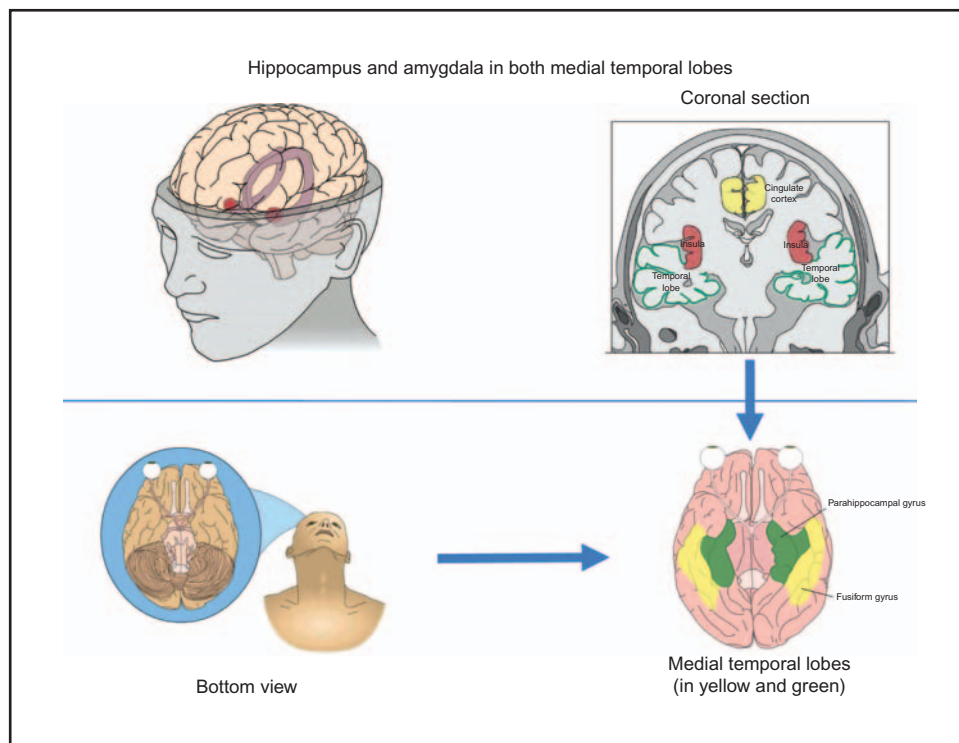 Hippocampus and amygdala in both medial temporal lobes
Coronal section
Cingulate
cortex
Insula
Insula
Temporal
lobe
Temporal
lobe
Parahippocampal gyrus
Fusiform gyrus
Bottom view
Medial temporal lobes
(in yellow and green)